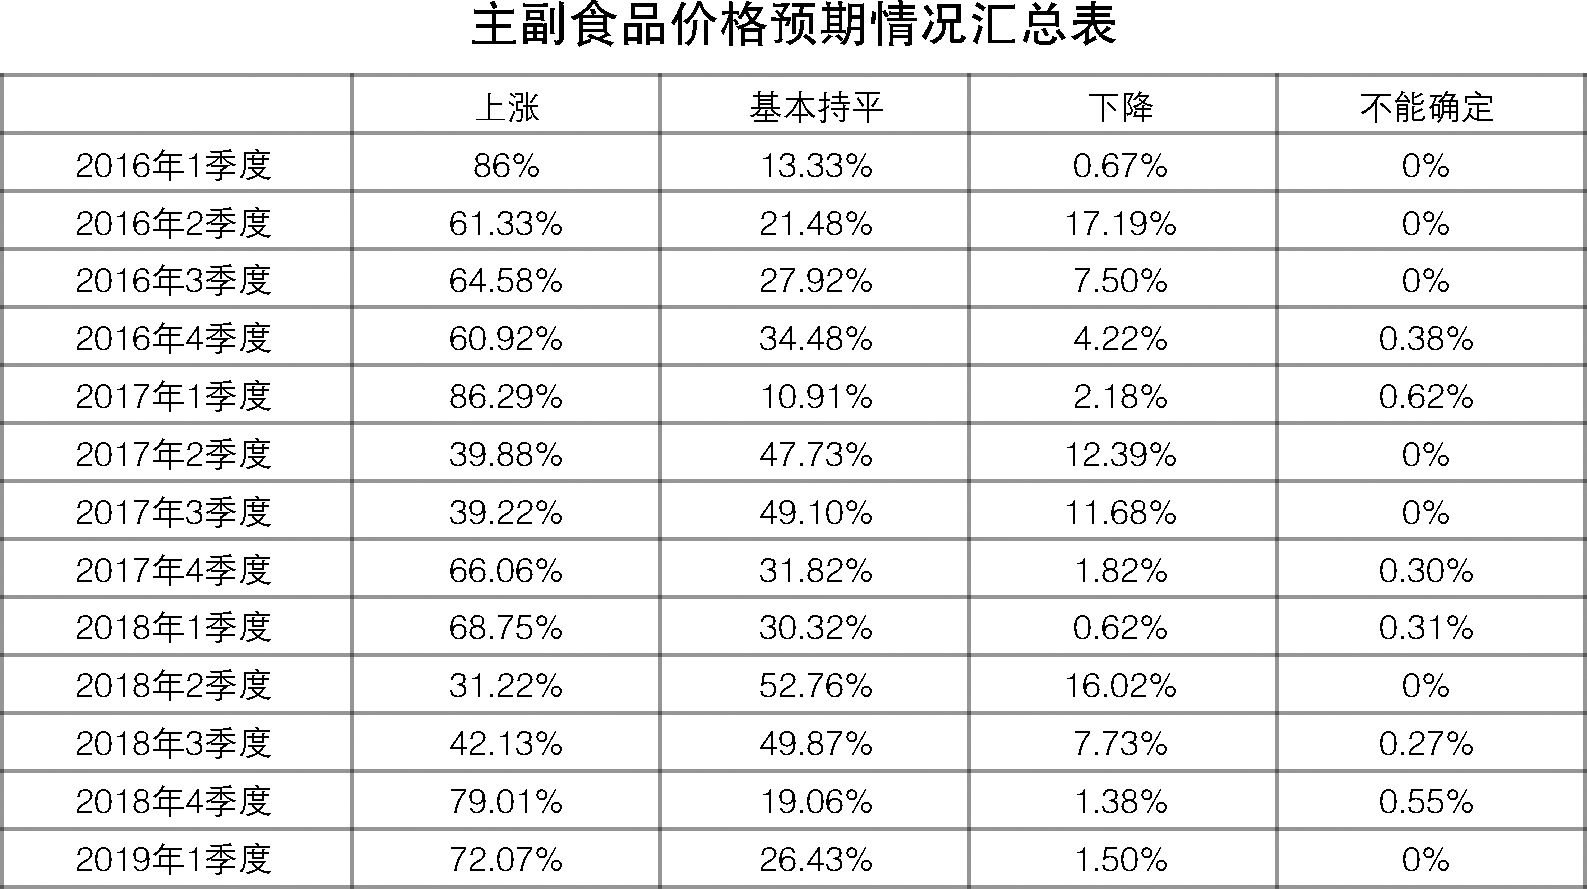 主副食品价格预期情况汇总表
上涨 基本持平 下降 不能确定
2016年1季度 86% 13.33% 0.67% 0%
2016年2季度 61.33% 21.48% 17.19% 0%
2016年3季度 64.58% 27.92% 7.50% 0%
2016年4季度 60.92% 34.48% 4.22% 0.38%
2017年1季度 86.29% 10.91% 2.18% 0.62%
2017年2季度 39.88% 47.73% 12.39% 0%
2017年3季度 39.22% 49.10% 11.68% 0%
2017年4季度 66.06% 31.82% 1.82% 0.30%
2018年1季度 68.75% 30.32% 0.62% 0.31%
2018年2季度 31.22% 52.76% 16.02% 0%
2018年3季度 42.13% 49.87% 7.73% 0.27%
2018年4季度 79.01% 19.06% 1.38% 0.55%
2019年1季度 72.07% 26.43% 1.50% 0%